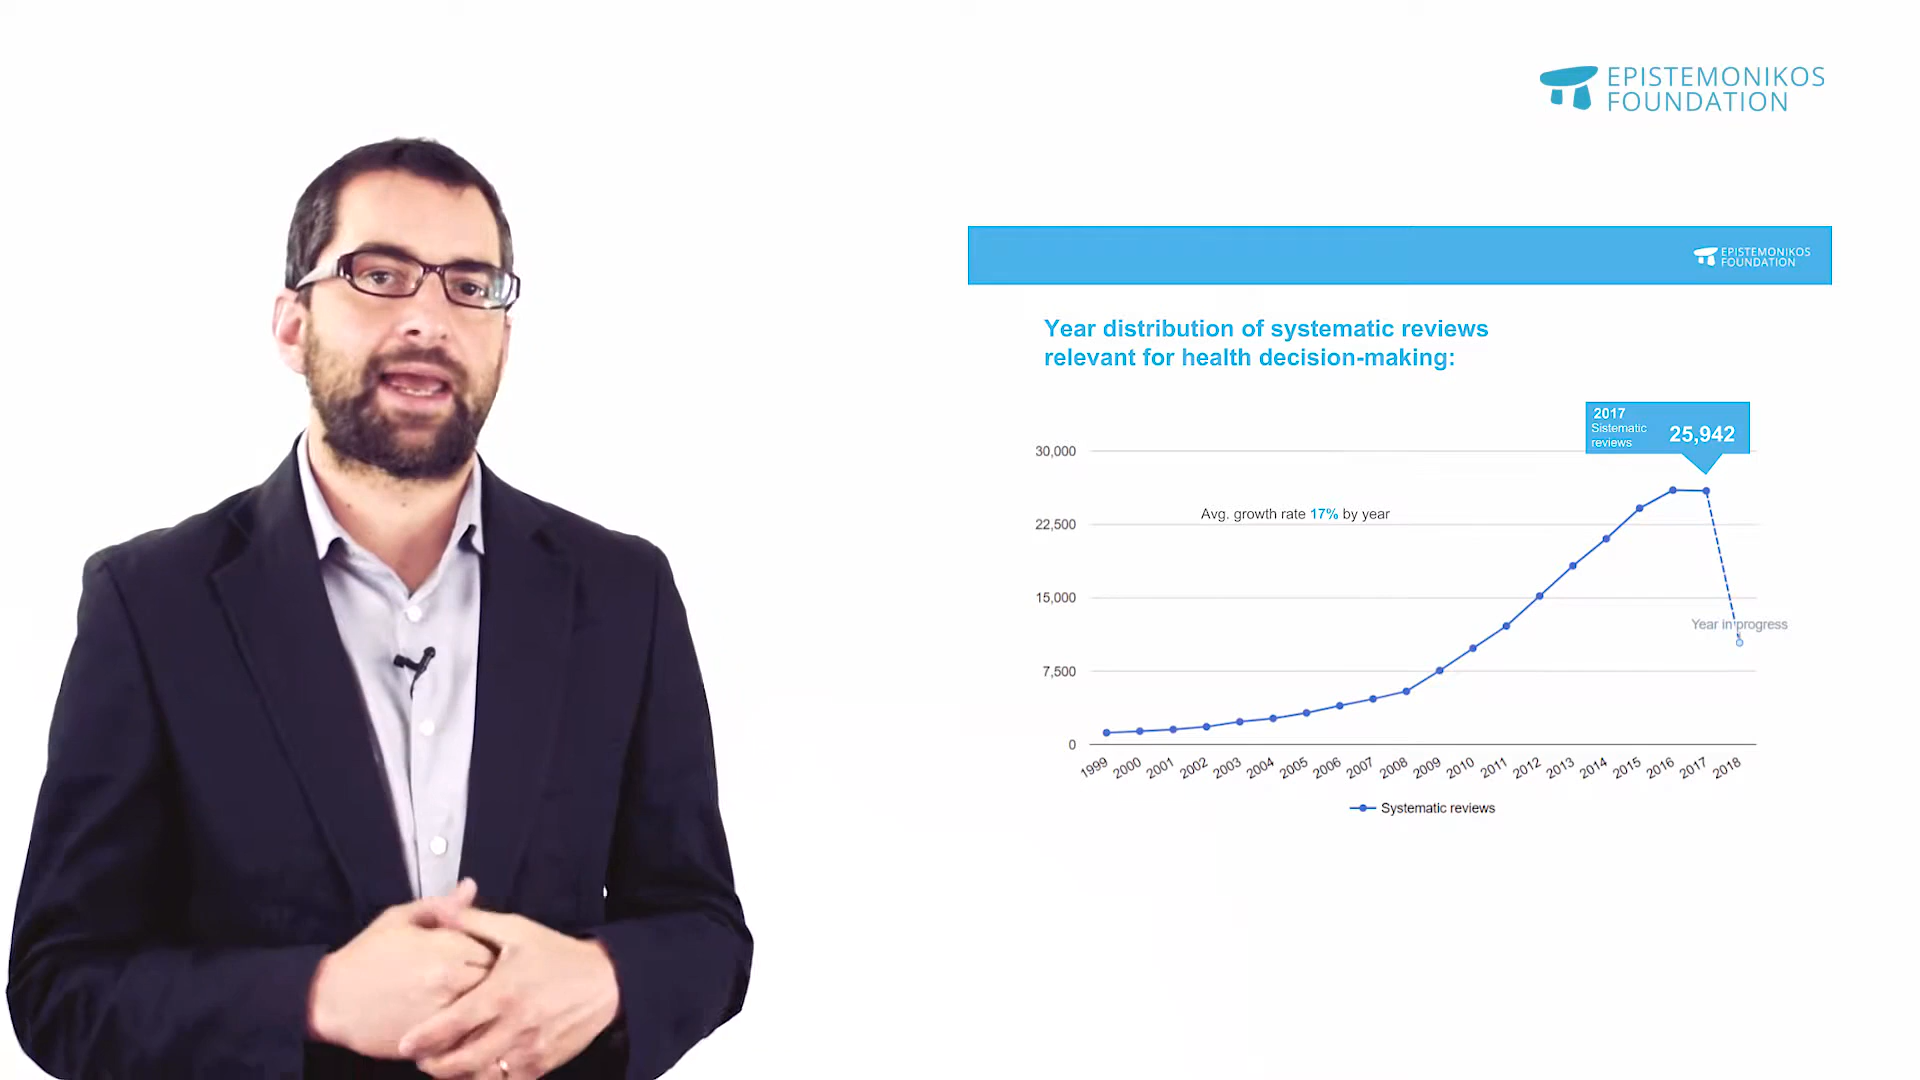 EPISTEMONIKOS
FOUNDATION
EPISTEMONIKOS
FOUNDATION
Year distribution of systematic reviews
relevant for health decision-making:
2017
Sistematic
reviews
25,942
30,000
Avg. growth rate 17% by year
22,500
15,000
Year in progress
7,500
0
1999 2000 2001 2002 2003 2004 2005 2006 2007 2008 2009 2010 2011 2012 2013 2014 2015 2016 2017 2018
Systematic reviews